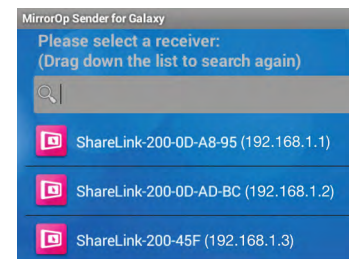 MirrorOp Sender for Galaxy
Please select a receiver:
(Drag down the list to search again)
ShareLink-200-0D-A8-95 (192.168.1.1)
ShareLink-200-0D-AD-BC (192.168.1.2)
ShareLink-200-45F (192.168.1.3)